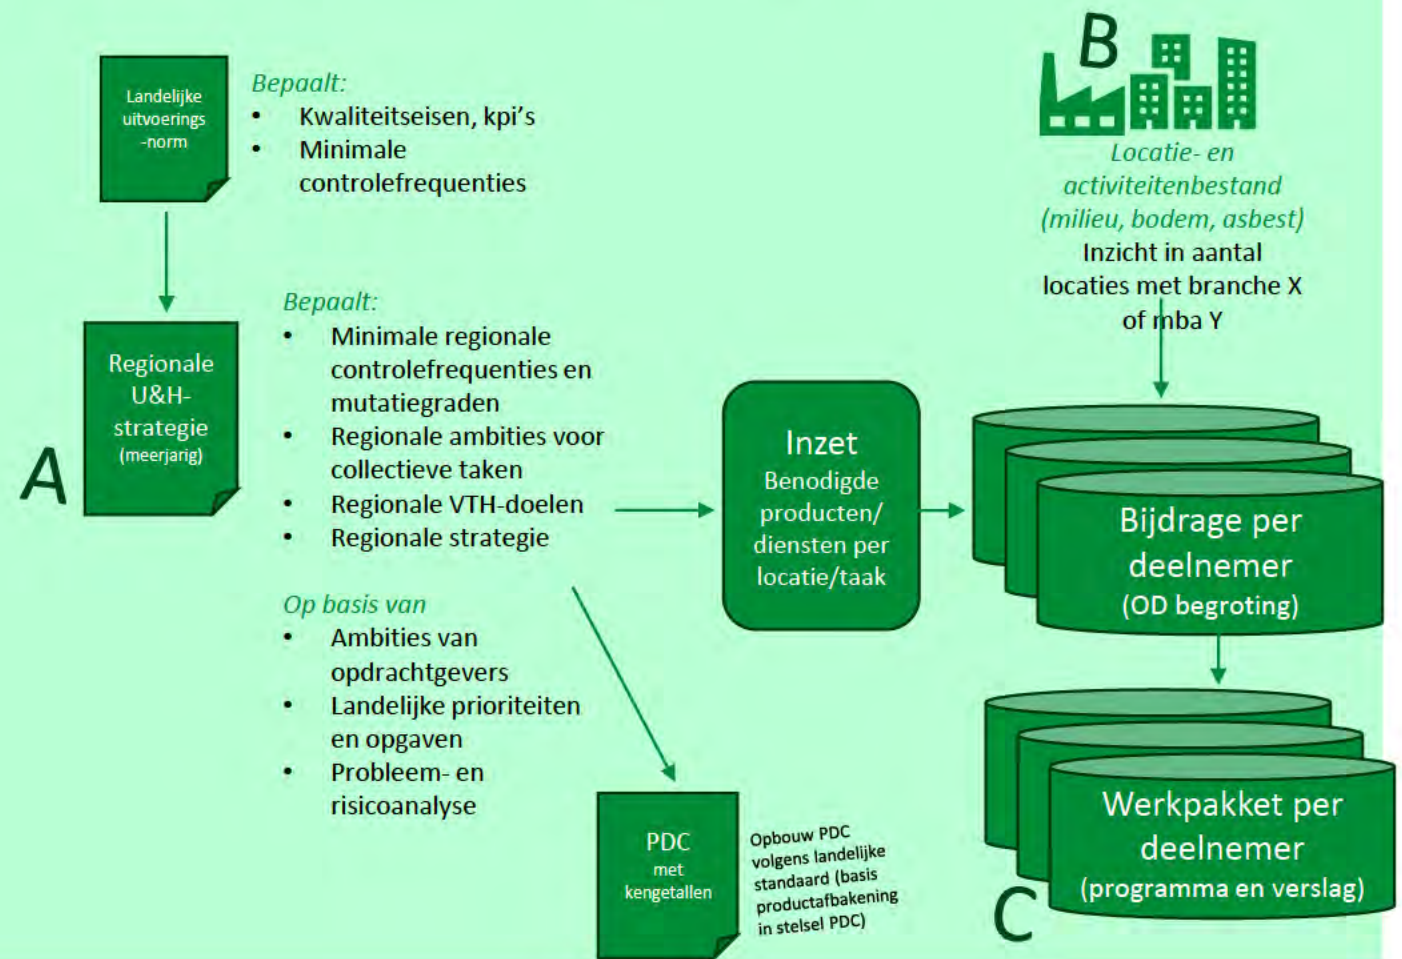 Landelijke
uitvoerings
-norm
Bepaalt:
• Kwaliteitseisen, kpi's
• Minimale
controlefrequenties
B
Locatie- en
activiteitenbestand
(milieu, bodem, asbest)
Inzicht in aantal
locaties met branche X
of mba Y
A
Regionale
U&H-
strategie
(meerjarig)
Bepaalt:
• Minimale regionale
controlefrequenties en
mutatiegraden
• Regionale ambities voor
collectieve taken
• Regionale VTH-doelen
• Regionale strategie
Op basis van
• Ambities van
opdrachtgevers
• Landelijke prioriteiten
en opgaven
• Probleem- en
risicoanalyse
Inzet
Benodigde
producten/
diensten per
locatie/taak
Bijdrage per
deelnemer
(OD begroting)
PDC
met
kengetallen
Opbouw PDC
volgens landelijke
standaard (basis
productafbakening
in stelsel PDC)
C
Werkpakket per
deelnemer
(programma en verslag)